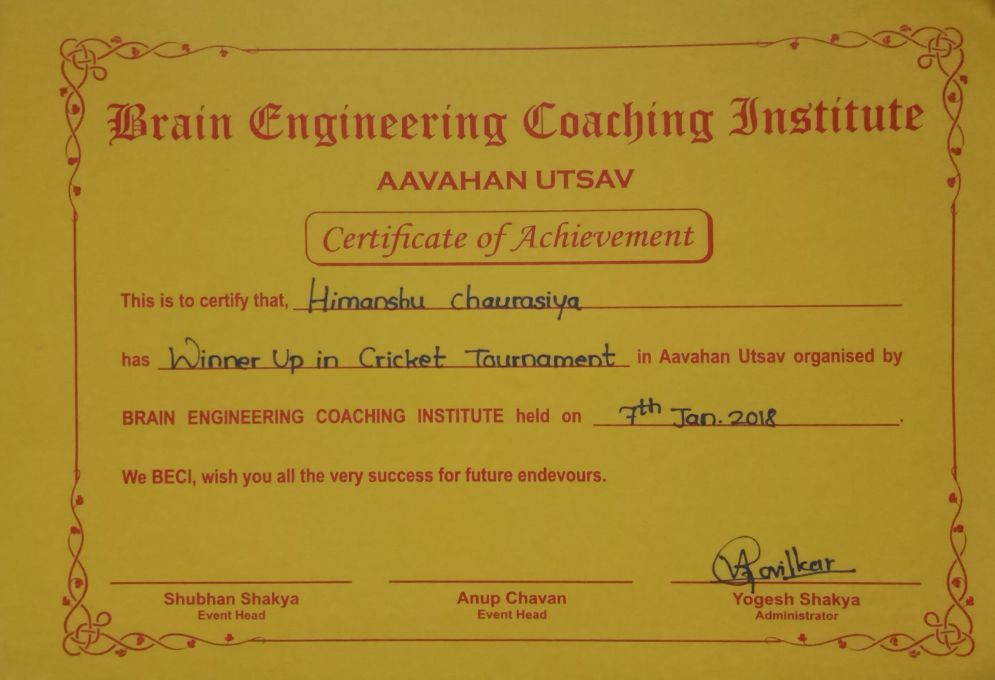 Brain Engineering Coaching Institute
AAVAHAN UTSAV
Certificate of Achievement
This is to certify that, Himanshu chaurasiya
has Winner Up in Cricket Tournament in Aavahan Utsav organised by
BRAIN ENGINEERING COACHING INSTITUTE held on 7th Jan. 2018.
We BECI, wish you all the very success for future endevours.
Shubhan Shakya Anup Chavan Yogesh Shakya
Event Head Event Head Administrator